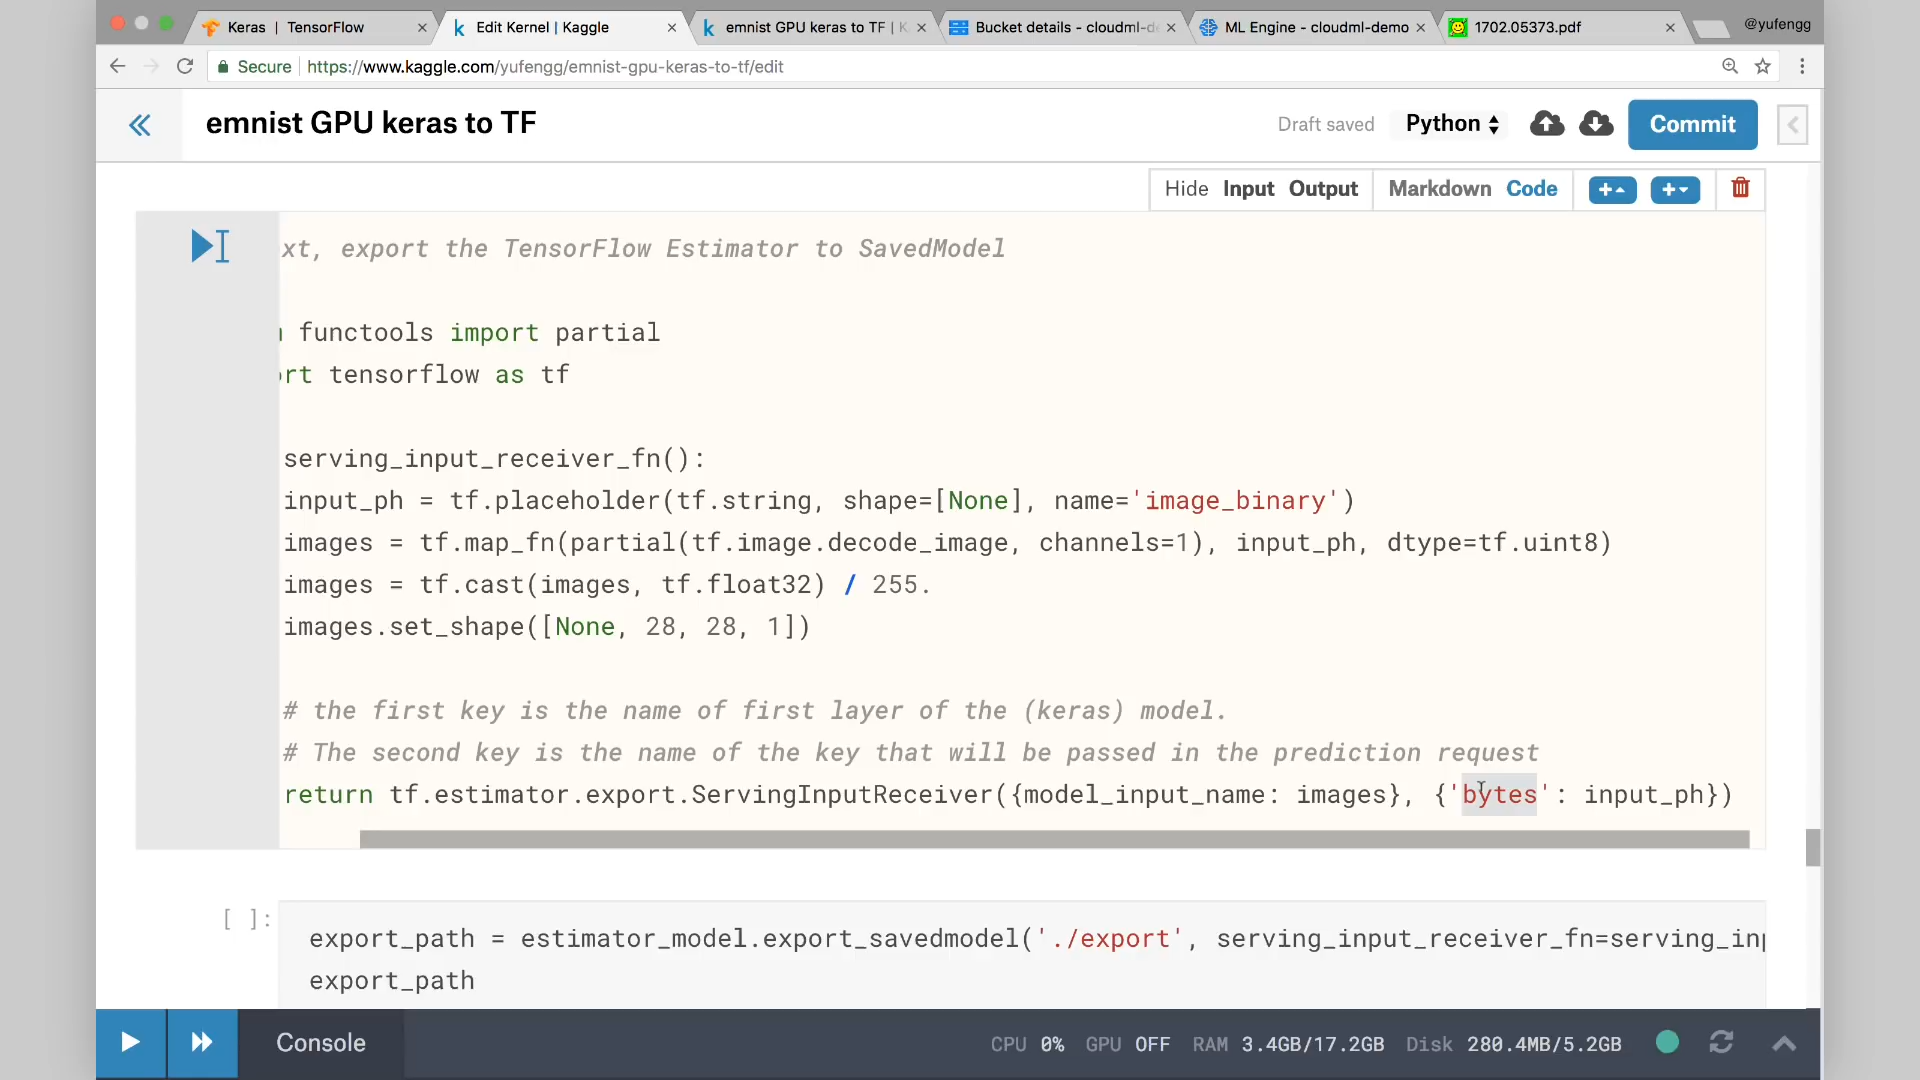 Keras | TensorFlow
Edit Kernel | Kaggle
emnist GPU keras to TF | K
Bucket details - cloudml-de
ML Engine - cloudml-demo
1702.05373.pdf
@yufengg
Secure https://www.kaggle.com/yufengg/emnist-gpu-keras-to-tf/edit
emnist GPU keras to TF
Draft saved
Python
Commit
Hide Input Output
Markdown Code
xt, export the TensorFlow Estimator to SavedModel
functools import partial
rt tensorflow as tf
serving_input_receiver_fn():
input_ph = tf.placeholder(tf.string, shape=[None], name='image_binary')
images = tf.map_fn(partial(tf.image.decode_image, channels=1), input_ph, dtype=tf.uint8)
images = tf.cast(images, tf.float32) / 255.
images.set_shape([None, 28, 28, 1])
# the first key is the name of first layer of the (keras) model.
# The second key is the name of the key that will be passed in the prediction request
return tf.estimator.export.ServingInputReceiver({model_input_name: images}, {'bytes': input_ph})
[ ]:
export_path = estimator_model.export_savedmodel('./export', serving_input_receiver_fn=serving_inp
export_path
Console
CPU 0% GPU OFF RAM 3.4GB/17.2GB Disk 280.4MB/5.2GB